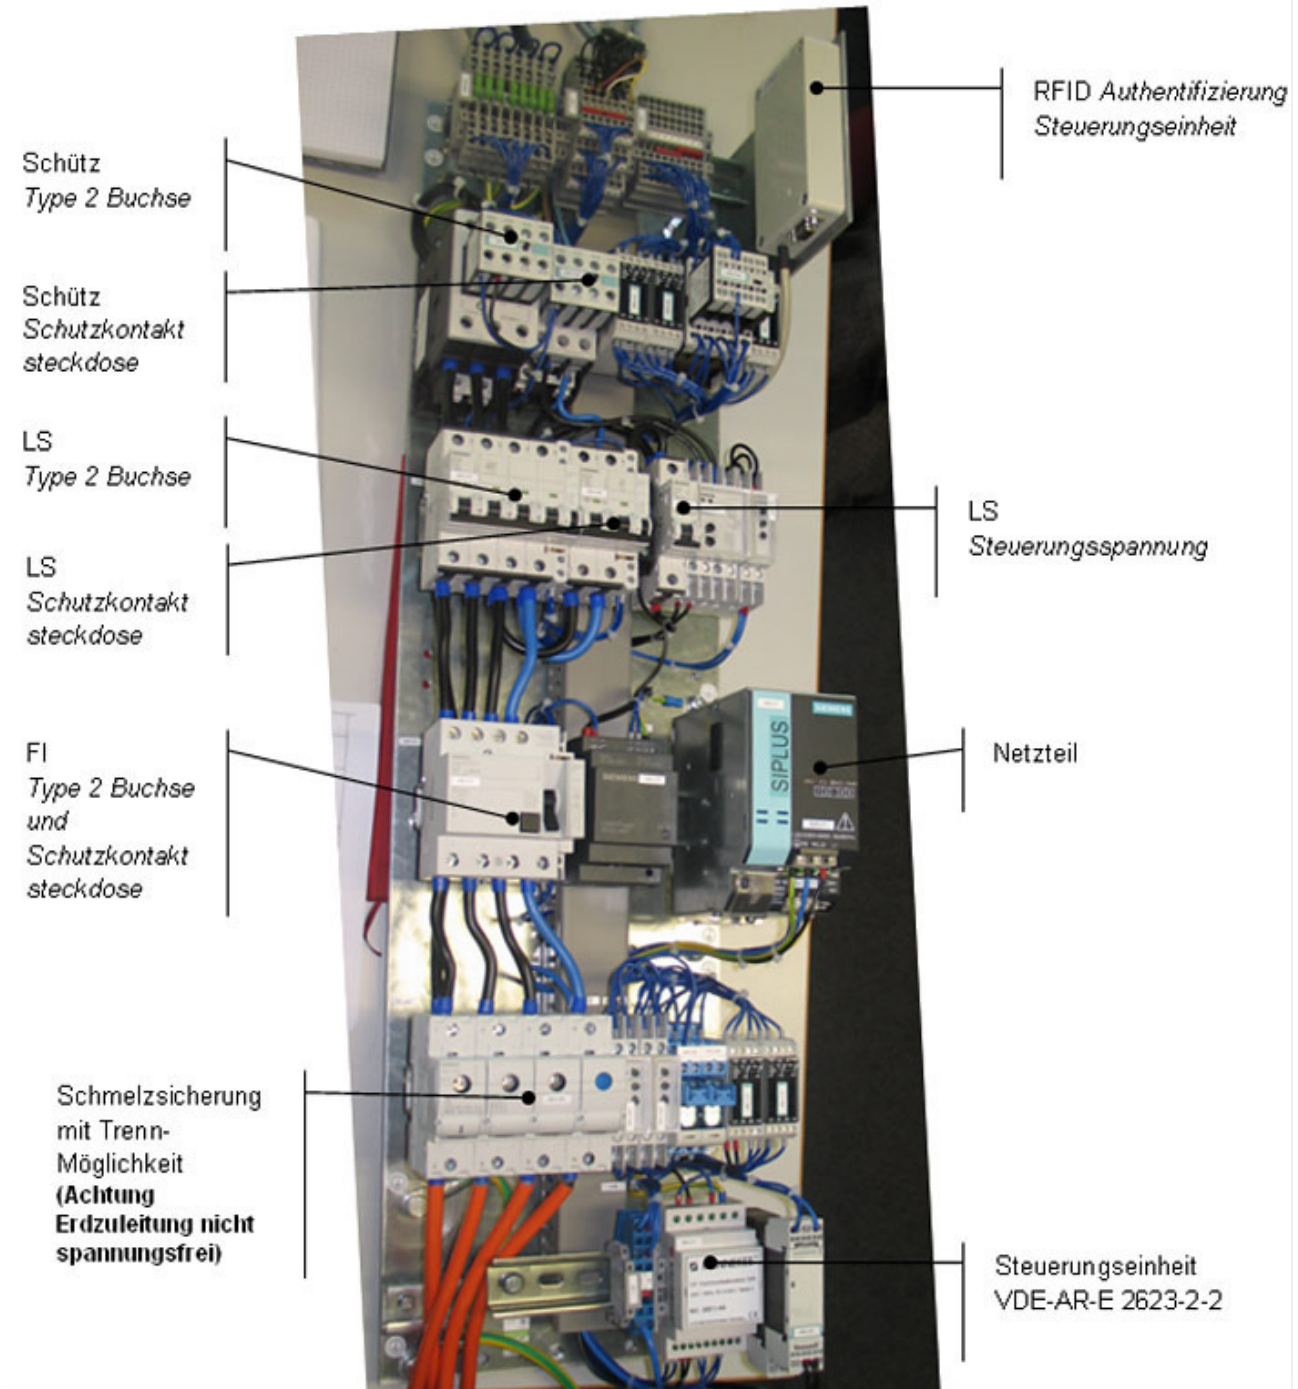 RFID Authentifizierung
Steuerungseinheit
Schütz
Type 2 Buchse
Schütz
Schutzkontakt
steckdose
LS
Type 2 Buchse
LS
Schutzkontakt
steckdose
LS
Steuerungsspannung
FI
Type 2 Buchse
und
Schutzkontakt
steckdose
Netzteil
SIEMENS
SIPLUS
SIEMENS
Schmelzsicherung
mit Trenn-
Möglichkeit
(Achtung
Erdzuleitung nicht
spannungsfrei)
Steuerungseinheit
VDE-AR-E 2623-2-2